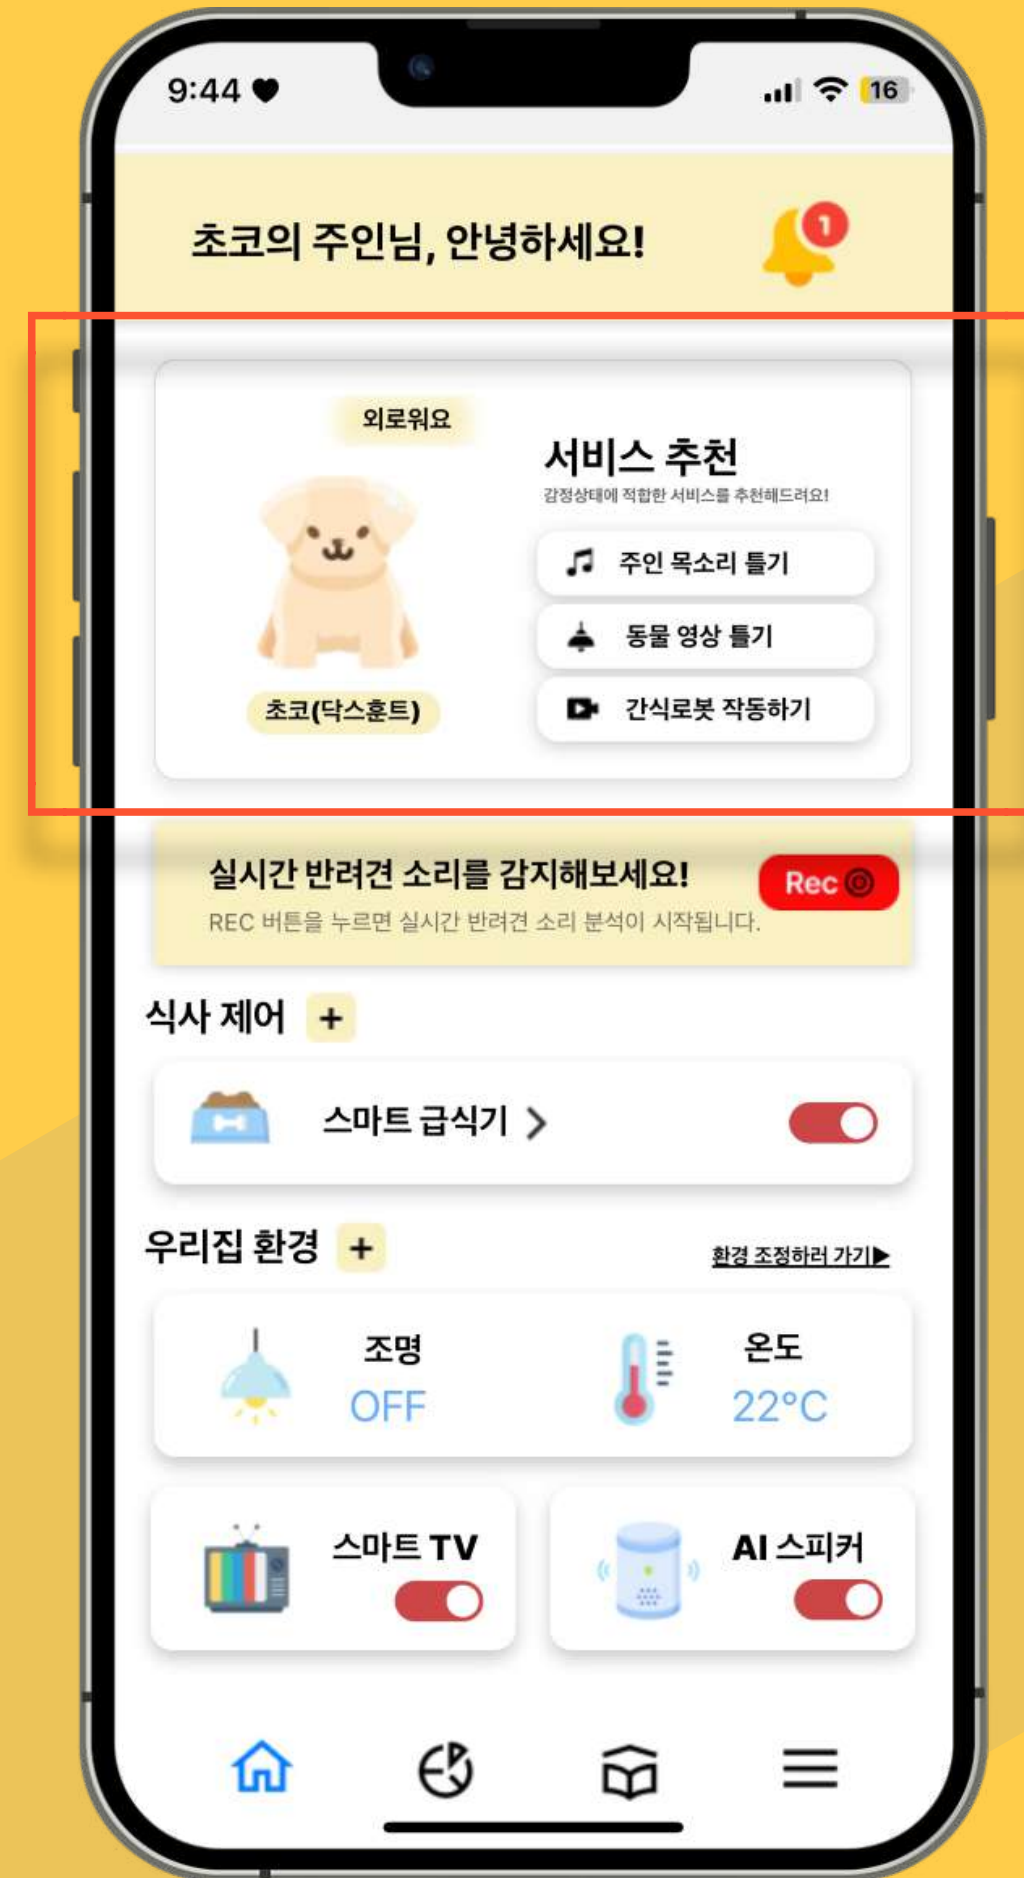 9:44
16
초코의 주인님, 안녕하세요!
1
외로워요
초코(닥스훈트)
서비스 추천
감정상태에 적합한 서비스를 추천해드려요!
주인 목소리 틀기
동물 영상 틀기
간식로봇 작동하기
실시간 반려견 소리를 감지해보세요!
Rec
REC 버튼을 누르면 실시간 반려견 소리 분석이 시작됩니다.
식사 제어 +
스마트 급식기 >
우리집 환경 +
환경 조정하러 가기▶
조명
OFF
온도
22°C
스마트 TV
AI 스피커